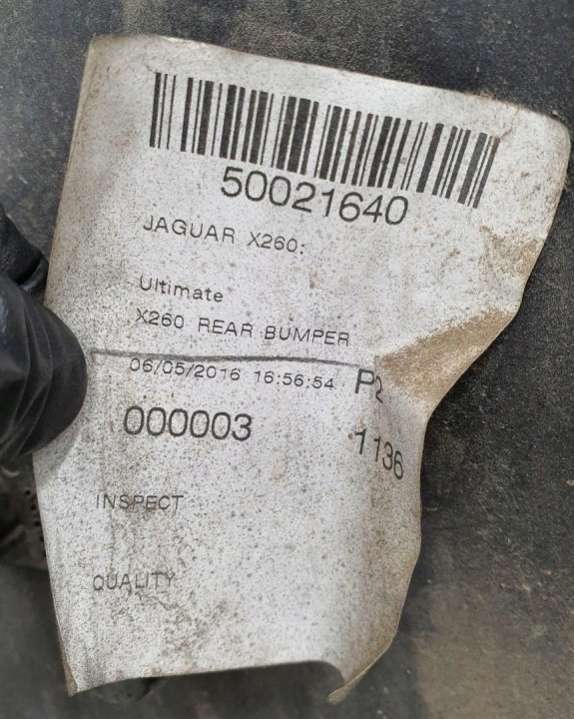 50021640
JAGUAR X260:
Ultimate
X260 REAR BUMPER
06/05/2016 16:56:54 P2
000003 1136
INSPECT
QUALITY